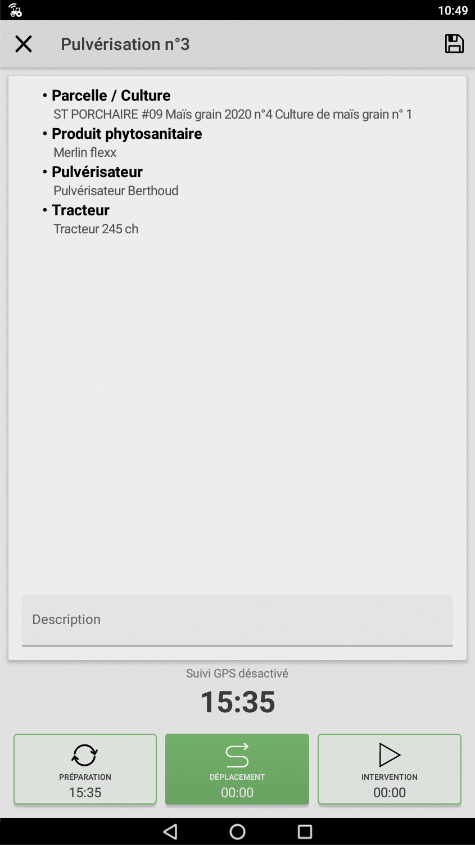 10:49
Pulvérisation n°3
• Parcelle / Culture
ST PORCHAIRE #09 Maïs grain 2020 n°4 Culture de maïs grain n° 1
• Produit phytosanitaire
Merlin flexx
• Pulvérisateur
Pulvérisateur Berthoud
• Tracteur
Tracteur 245 ch
Description
Suivi GPS désactivé
15:35
PRÉPARATION
15:35
DÉPLACEMENT
00:00
INTERVENTION
00:00